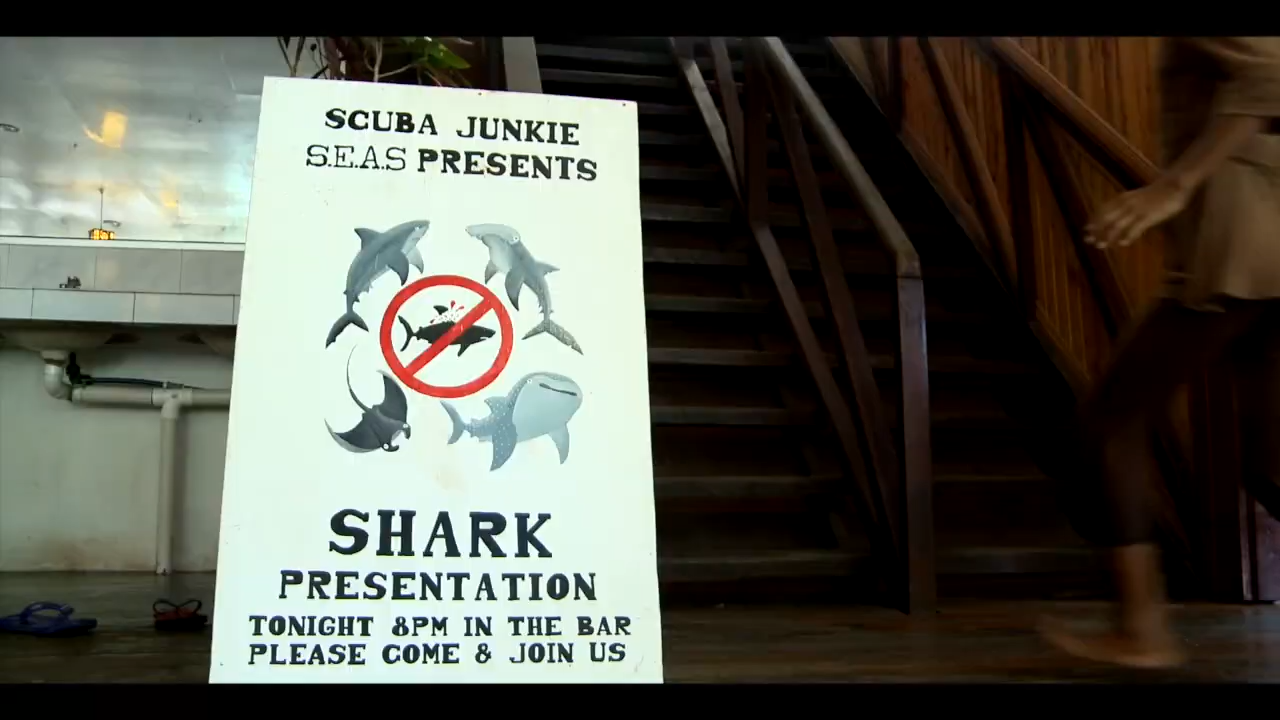 SCUBA JUNKIE
S.E.A.S PRESENTS
SHARK
PRESENTATION
TONIGHT 8PM IN THE BAR
PLEASE COME & JOIN US